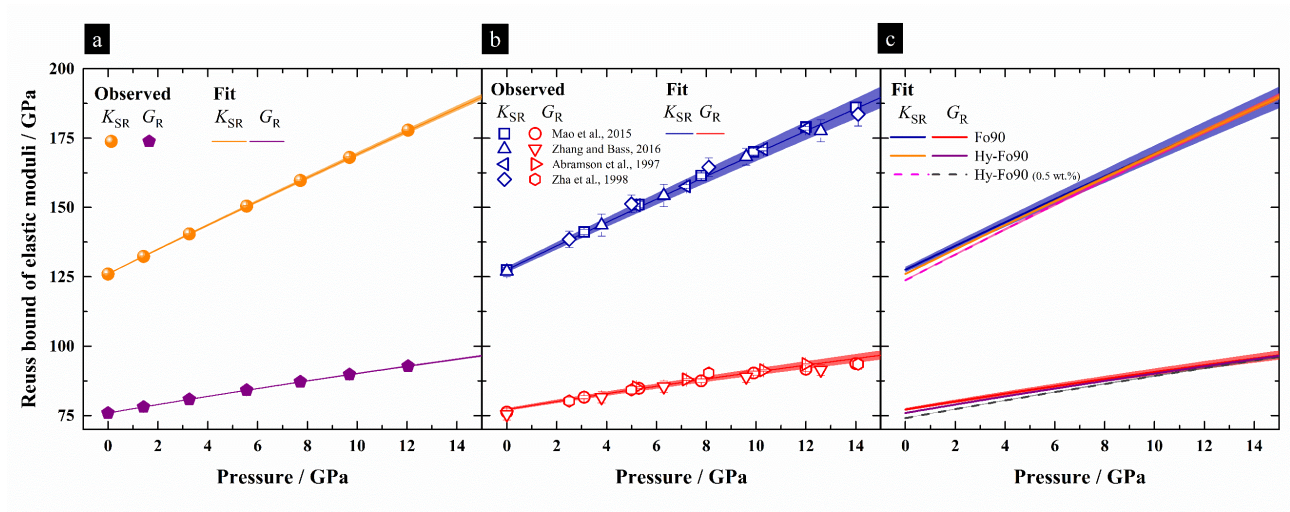 a
b
c
Reuss bound of elastic moduli / GPa
200
175
150
125
100
75
Observed Fit
KSR GR KSR GR
0 2 4 6 8 10 12 14
Pressure / GPa
Observed Fit
KSR GR KSR GR
Mao et al., 2015
Zhang and Bass, 2016
Abramson et al., 1997
Zha et al., 1998
0 2 4 6 8 10 12 14
Pressure / GPa
Fit
KSR GR
Fo90
Hy-Fo90
Hy-Fo90 (0.5 wt.%)
0 2 4 6 8 10 12 14
Pressure / GPa